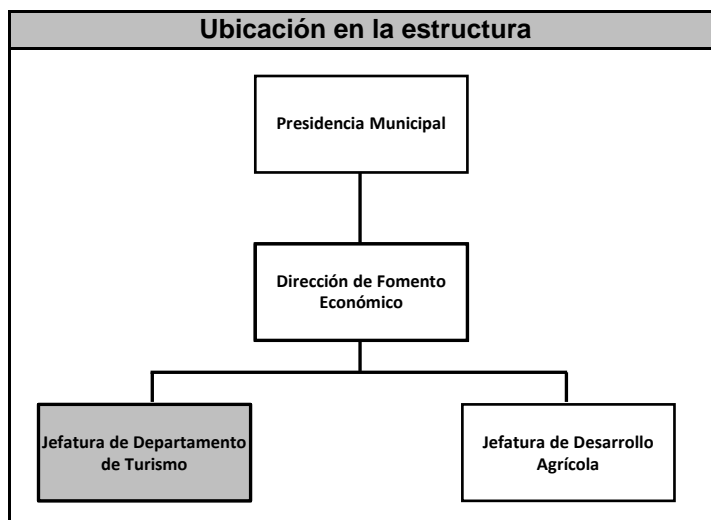 Ubicación en la estructura
Presidencia Municipal
Dirección de Fomento
Económico
Jefatura de Departamento
de Turismo
Jefatura de Desarrollo
Agrícola